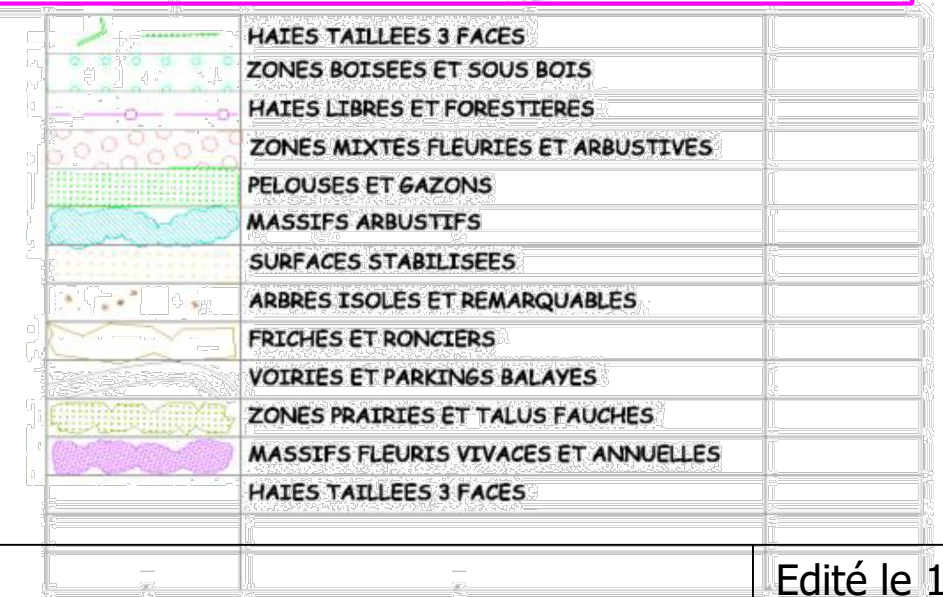 HAIES TAILLEES 3 FACES
ZONES BOISEES ET SOUS BOIS
HAIES LIBRES ET FORESTIERES
ZONES MIXTES FLEURIES ET ARBUSTIVES
PELOUSES ET GAZONS
MASSIFS ARBUSTIFS
SURFACES STABILISEES
ARBRES ISOLES ET REMARQUABLES
FRICHES ET RONCIERS
VOIRIES ET PARKINGS BALAYES
ZONES PRAIRIES ET TALUS FAUCHES
MASSIFS FLEURIS VIVACES ET ANNUELLES
HAIES TAILLEES 3 FACES
Edité le 1